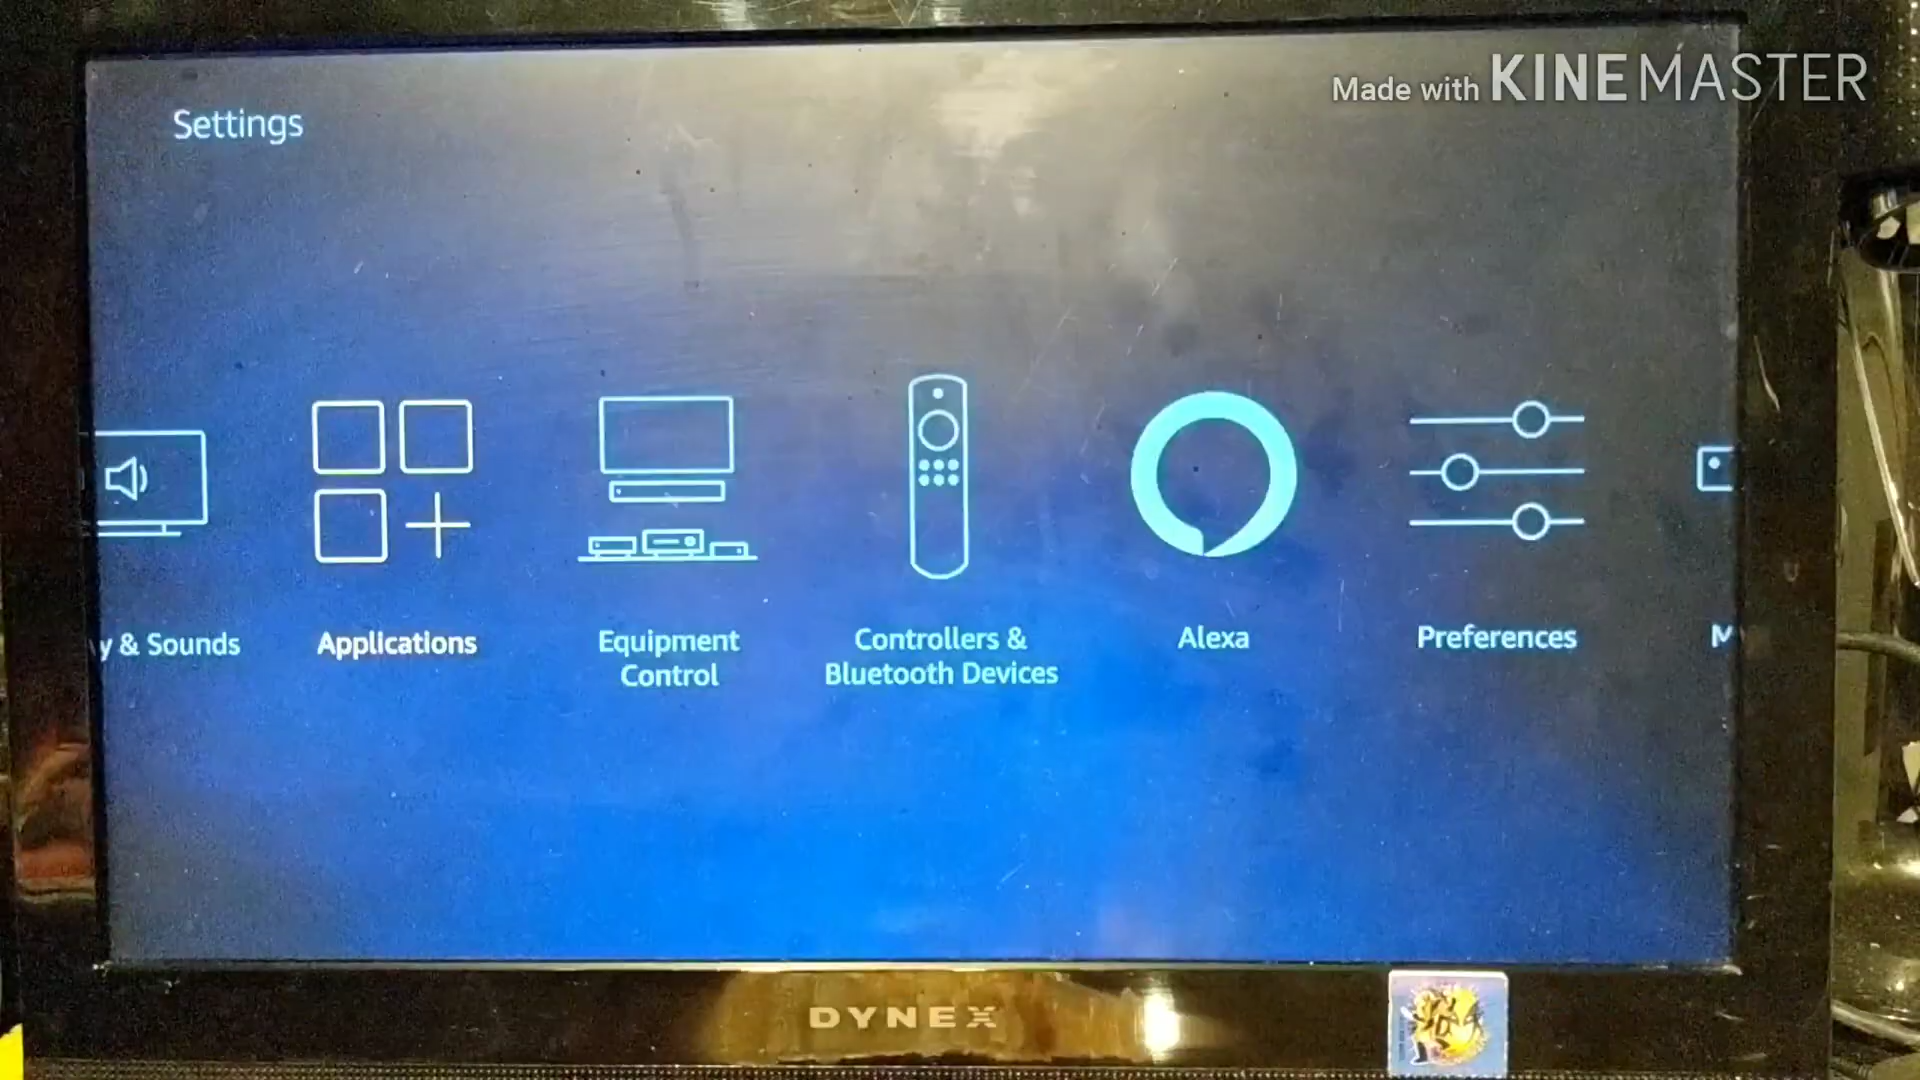 Made with KINEMASTER
Settings
y & Sounds
Applications
Equipment
Control
Controllers &
Bluetooth Devices
Alexa
Preferences
M
DYNEX